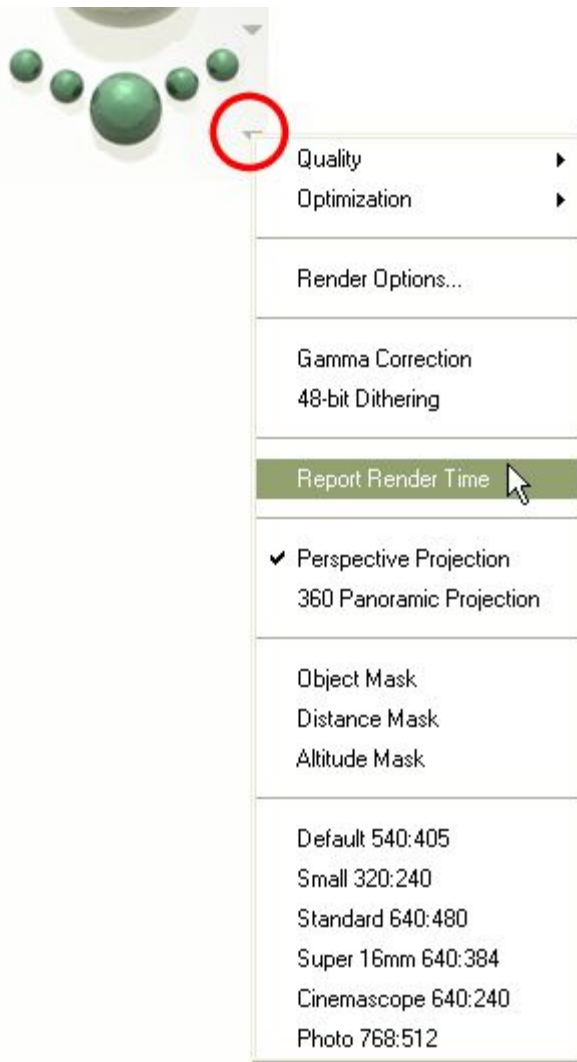 Quality
Optimization
Render Options...
Gamma Correction
48-bit Dithering
Report Render Time
Perspective Projection
360 Panoramic Projection
Object Mask
Distance Mask
Altitude Mask
Default 540:405
Small 320:240
Standard 640:480
Super 16mm 640:384
Cinemascope 640:240
Photo 768:512